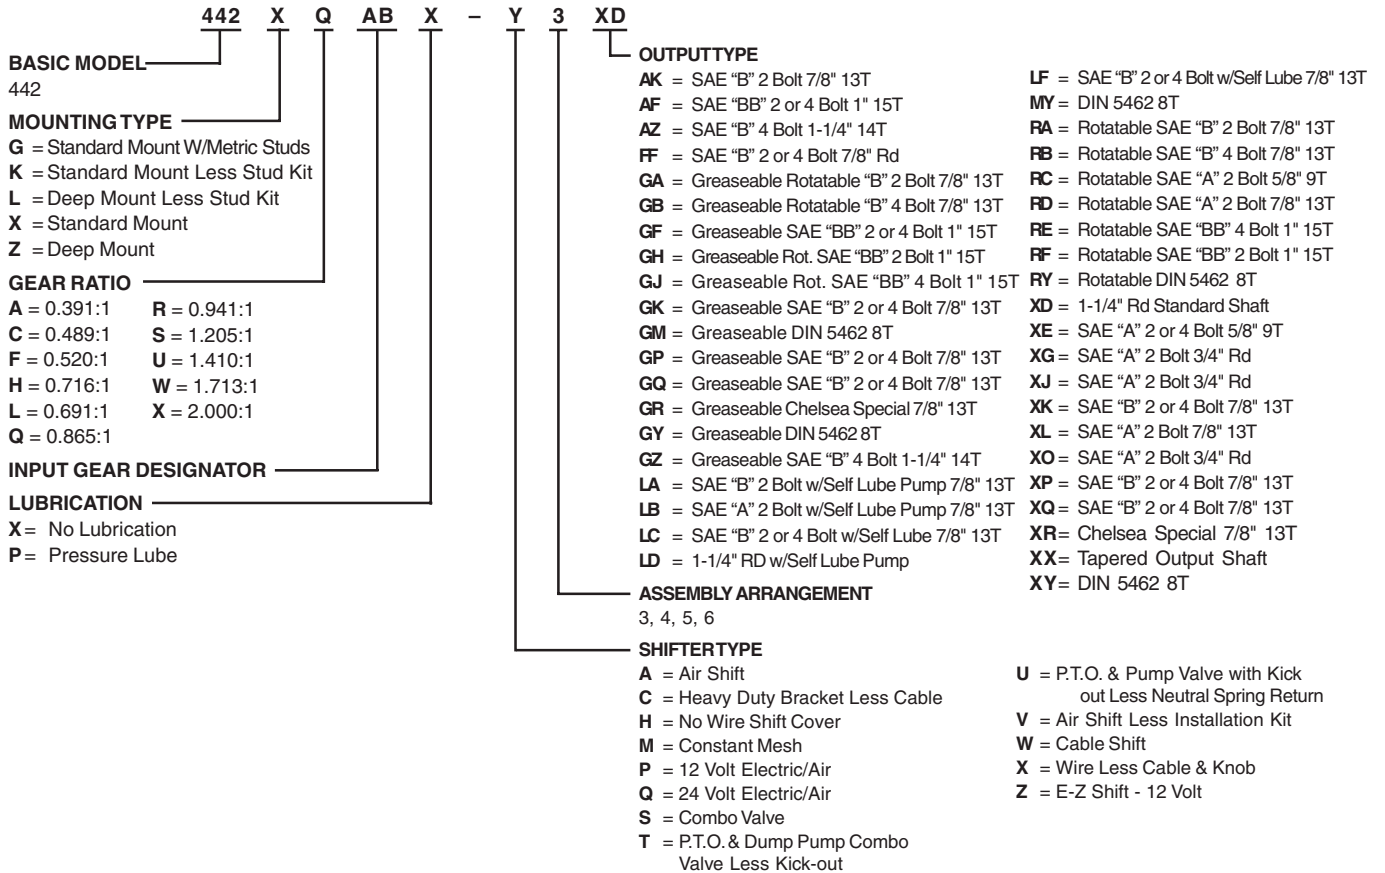 442 X Q AB X – Y 3 XD
BASIC MODEL
442
MOUNTING TYPE
G = Standard Mount W/Metric Studs
K = Standard Mount Less Stud Kit
L = Deep Mount Less Stud Kit
X = Standard Mount
Z = Deep Mount
GEAR RATIO
A = 0.391:1
C = 0.489:1
F = 0.520:1
H = 0.716:1
L = 0.691:1
Q = 0.865:1
R = 0.941:1
S = 1.205:1
U = 1.410:1
W = 1.713:1
X = 2.000:1
INPUT GEAR DESIGNATOR
LUBRICATION
X = No Lubrication
P = Pressure Lube
OUTPUT TYPE
AK = SAE “B” 2 Bolt 7/8" 13T
AF = SAE “BB” 2 or 4 Bolt 1" 15T
AZ = SAE “B” 4 Bolt 1-1/4" 14T
FF = SAE “B” 2 or 4 Bolt 7/8" Rd
GA = Greaseable Rotatable “B” 2 Bolt 7/8" 13T
GB = Greaseable Rotatable “B” 4 Bolt 7/8" 13T
GF = Greaseable SAE “BB” 2 or 4 Bolt 1" 15T
GH = Greaseable Rot. SAE “BB” 2 Bolt 1" 15T
GJ = Greaseable Rot. SAE “BB” 4 Bolt 1" 15T
GK = Greaseable SAE “B” 2 or 4 Bolt 7/8" 13T
GM = Greaseable DIN 5462 8T
GP = Greaseable SAE “B” 2 or 4 Bolt 7/8" 13T
GQ = Greaseable SAE “B” 2 or 4 Bolt 7/8" 13T
GR = Greaseable Chelsea Special 7/8" 13T
GY = Greaseable DIN 5462 8T
GZ = Greaseable SAE “B” 4 Bolt 1-1/4" 14T
LA = SAE “B” 2 Bolt w/Self Lube Pump 7/8" 13T
LB = SAE “A” 2 Bolt w/Self Lube Pump 7/8" 13T
LC = SAE “B” 2 or 4 Bolt w/Self Lube 7/8" 13T
LD = 1-1/4" RD w/Self Lube Pump
LF = SAE “B” 2 or 4 Bolt w/Self Lube 7/8" 13T
MY = DIN 5462 8T
RA = Rotatable SAE “B” 2 Bolt 7/8" 13T
RB = Rotatable SAE “B” 4 Bolt 7/8" 13T
RC = Rotatable SAE “A” 2 Bolt 5/8" 9T
RD = Rotatable SAE “A” 2 Bolt 7/8" 13T
RE = Rotatable SAE “BB” 4 Bolt 1" 15T
RF = Rotatable SAE “BB” 2 Bolt 1" 15T
RY = Rotatable DIN 5462 8T
XD = 1-1/4" Rd Standard Shaft
XE = SAE “A” 2 or 4 Bolt 5/8" 9T
XG = SAE “A” 2 Bolt 3/4" Rd
XJ = SAE “A” 2 Bolt 3/4" Rd
XK = SAE “B” 2 or 4 Bolt 7/8" 13T
XL = SAE “A” 2 Bolt 7/8" 13T
XO = SAE “A” 2 Bolt 3/4" Rd
XP = SAE “B” 2 or 4 Bolt 7/8" 13T
XQ = SAE “B” 2 or 4 Bolt 7/8" 13T
XR = Chelsea Special 7/8" 13T
XX = Tapered Output Shaft
XY = DIN 5462 8T
ASSEMBLY ARRANGEMENT
3, 4, 5, 6
SHIFTER TYPE
A = Air Shift
C = Heavy Duty Bracket Less Cable
H = No Wire Shift Cover
M = Constant Mesh
P = 12 Volt Electric/Air
Q = 24 Volt Electric/Air
S = Combo Valve
T = P.T.O. & Dump Pump Combo
Valve Less Kick-out
U = P.T.O. & Pump Valve with Kick
out Less Neutral Spring Return
V = Air Shift Less Installation Kit
W = Cable Shift
X = Wire Less Cable & Knob
Z = E-Z Shift - 12 Volt